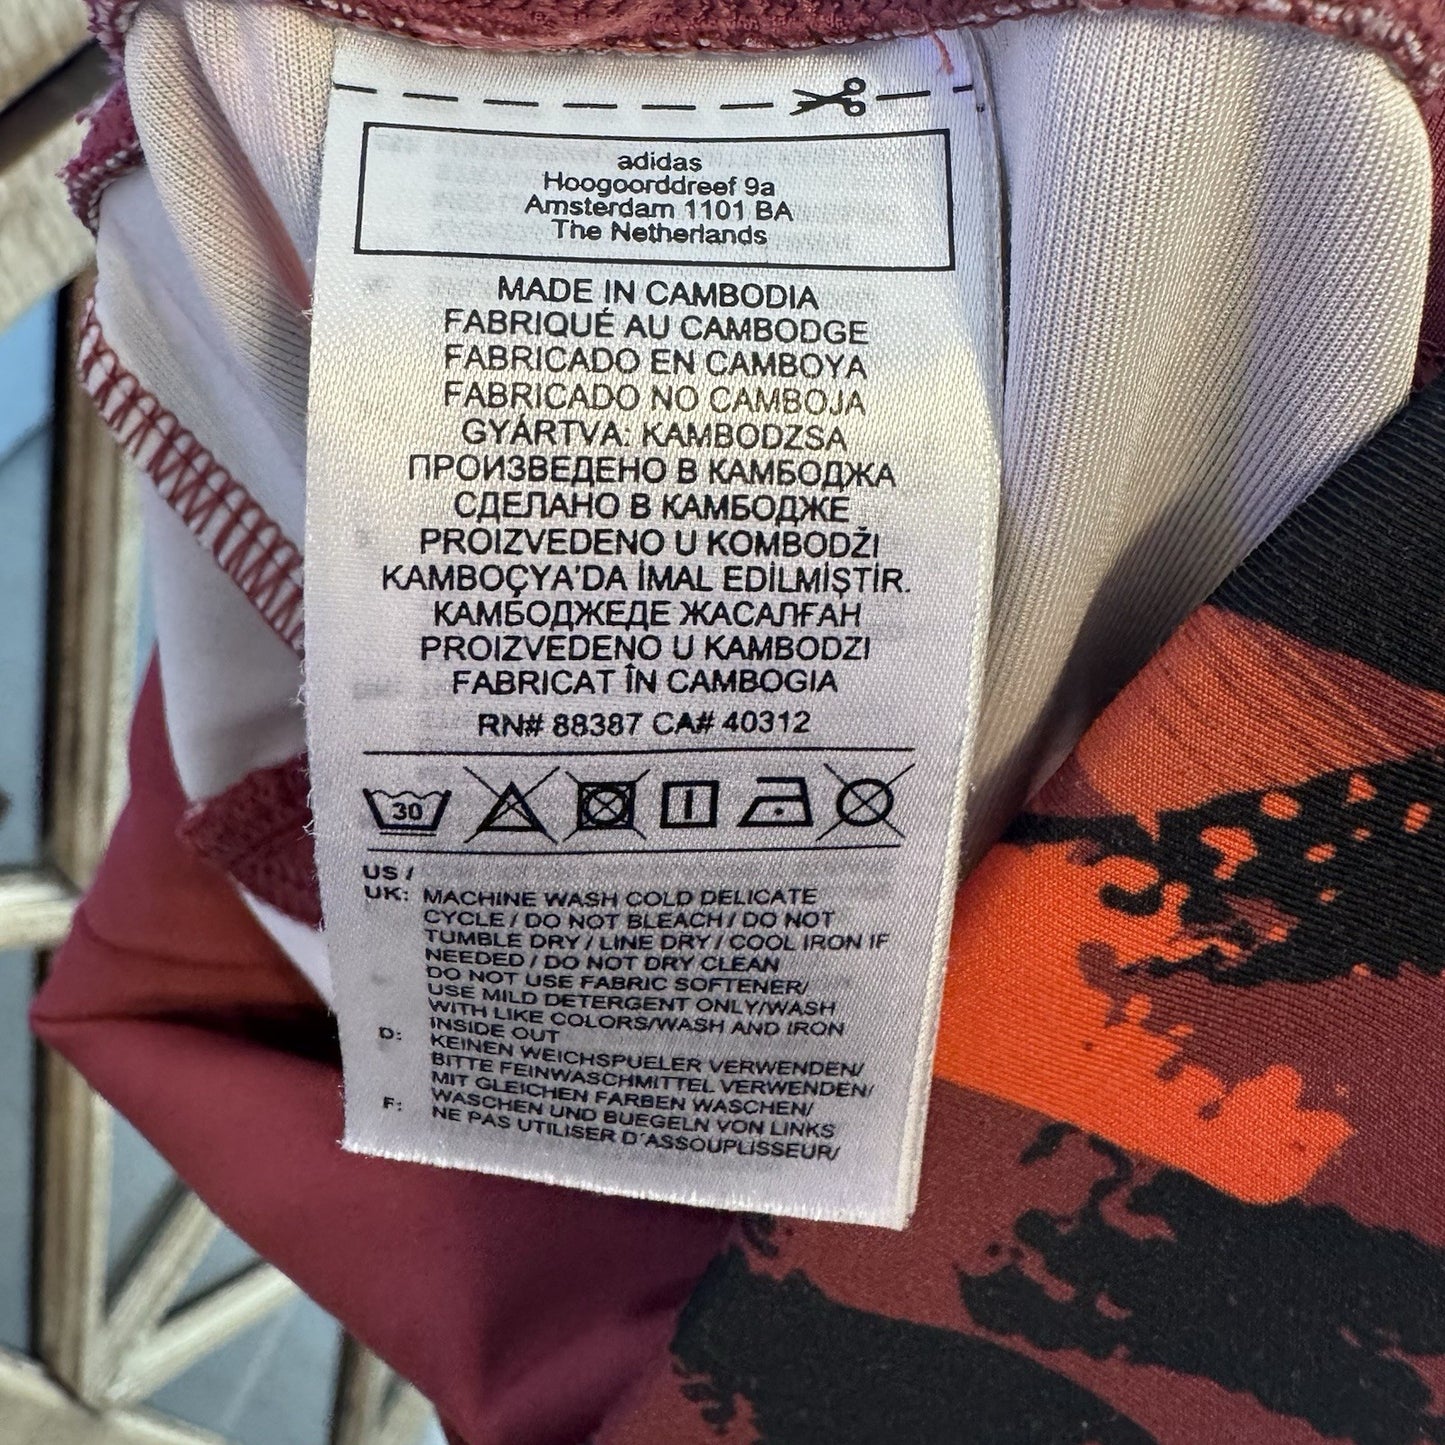 adidas
Hoogoorddreef 9a
Amsterdam 1101 BA
The Netherlands
MADE IN CAMBODIA
FABRIQUÉ AU CAMBODGE
FABRICADO EN CAMBOYA
FABRICADO NO CAMBOJA
GYÁRTVA: KAMBODZSA
ПРОИЗВЕДЕНО В КАМБОДЖА
СДЕЛАНО В КАМБОДЖЕ
PROIZVEDENO U KOMBODŽI
KAMBOÇYA'DA İMAL EDİLMİŞTİR.
КАМБОДЖЕДЕ ЖАСАЛҒАН
PROIZVEDENO U KAMBODZI
FABRICAT ÎN CAMBOGIA
RN# 88387 CA# 40312
30
US /
UK: MACHINE WASH COLD DELICATE
CYCLE / DO NOT BLEACH / DO NOT
TUMBLE DRY / LINE DRY / COOL IRON IF
NEEDED / DO NOT DRY CLEAN
DO NOT USE FABRIC SOFTENER/
USE MILD DETERGENT ONLY/WASH
WITH LIKE COLORS/WASH AND IRON
INSIDE OUT
D: KEINEN WEICHSPUELER VERWENDEN/
BITTE FEINWASCHMITTEL VERWENDEN/
MIT GLEICHEN FARBEN WASCHEN/
WASCHEN UND BUEGELN VON LINKS
F: NE PAS UTILISER D'ASSOUPLISSEUR/